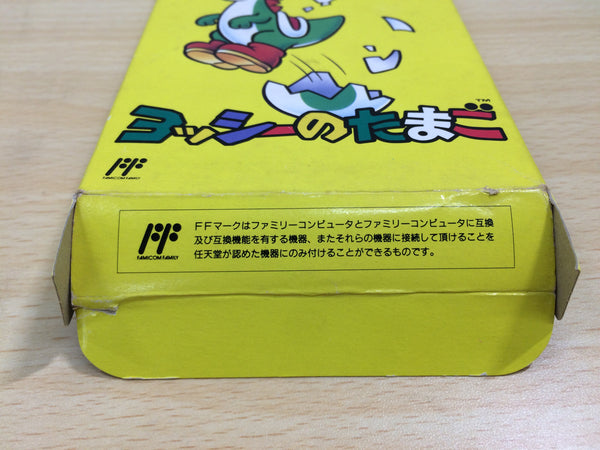 ヨッシーのたまご
TM
FF
FAMICOM FAMILY
FF
FAMICOM FAMILY
FFマークはファミリーコンピュータとファミリーコンピュータに互換
及び互換機能を有する機器、またそれらの機器に接続して頂けることを
任天堂が認めた機器にのみ付けることができるものです。